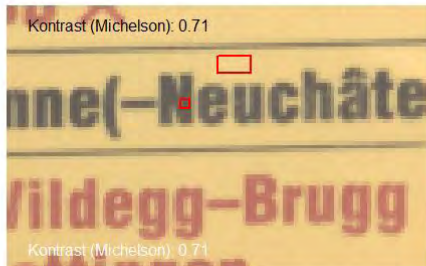 Kontrast (Michelson): 0.71
nne(–Neuchâte
Vildegg–Brugg
Kontrast (Michelson): 0.71